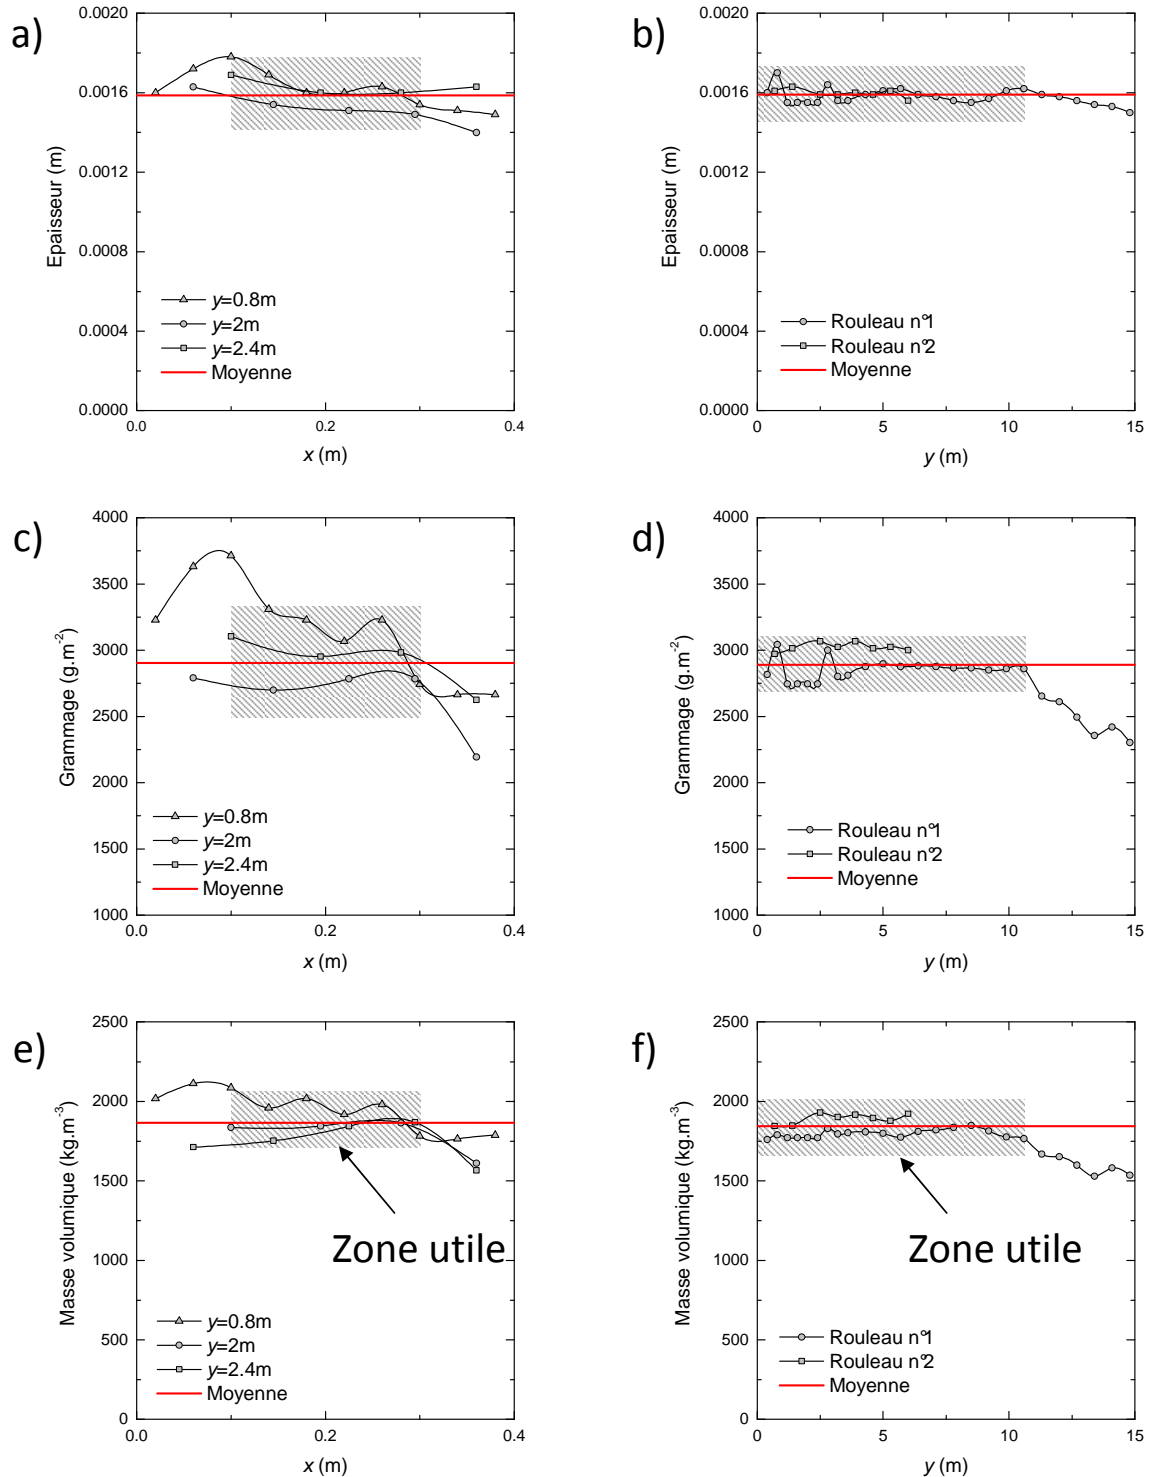 a)
0.0020
0.0016
0.0012
0.0008
0.0004
0.0000
Epaisseur (m)
y=0.8m
y=2m
y=2.4m
Moyenne
0.0
0.2
0.4
x (m)
b)
0.0020
0.0016
0.0012
0.0008
0.0004
0.0000
Epaisseur (m)
Rouleau n°1
Rouleau n°2
Moyenne
0
5
10
15
y (m)
c)
4000
3500
3000
2500
2000
1500
1000
Grammage (g.m-2)
y=0.8m
y=2m
y=2.4m
Moyenne
0.0
0.2
0.4
x (m)
d)
4000
3500
3000
2500
2000
1500
1000
Grammage (g.m-2)
Rouleau n°1
Rouleau n°2
Moyenne
0
5
10
15
y (m)
e)
2500
2000
1500
1000
500
0
Masse volumique (kg.m-3)
Zone utile
y=0.8m
y=2m
y=2.4m
Moyenne
0.0
0.2
0.4
x (m)
f)
2500
2000
1500
1000
500
0
Masse volumique (kg.m-3)
Zone utile
Rouleau n°1
Rouleau n°2
Moyenne
0
5
10
15
y (m)